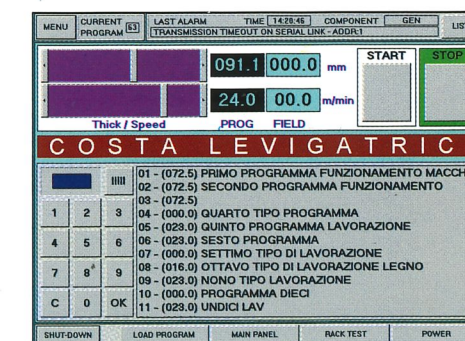 MENU CURRENT PROGRAM 63 LAST ALARM TIME 14:20:46 COMPONENT GEN LIS
TRANSMISSION TIMEOUT ON SERIAL LINK - ADDR:1
START STOP
091.1 000.0 mm
24.0 00.0 m/min
Thick / Speed PROG FIELD
COSTA LEVIGATRIC
01 - (072.5) PRIMO PROGRAMMA FUNZIONAMENTO MACCH
02 - (072.5) SECONDO PROGRAMMA FUNZIONAMENTO
03 - (072.5)
04 - (000.0) QUARTO TIPO PROGRAMMA
05 - (023.0) QUINTO PROGRAMMA LAVORAZIONE
06 - (023.0) SESTO PROGRAMMA
07 - (000.0) SETTIMO TIPO DI LAVORAZIONE
08 - (016.0) OTTAVO TIPO DI LAVORAZIONE LEGNO
09 - (023.0) NONO TIPO LAVORAZIONE
10 - (000.0) PROGRAMMA DIECI
11 - (023.0) UNDICI LAV
1 2 3
4 5 6
7 8 9
C 0 OK
SHUT-DOWN LOAD PROGRAM MAIN PANEL RACK TEST POWER